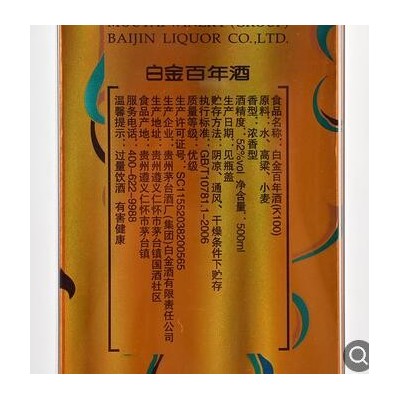 MOUTAI WINERY (GROUP)
BAIJIN LIQUOR CO.,LTD.
白金百年酒
食品名称：白金百年酒(K100)
原料：水、高粱、小麦
香型：浓香型
酒精度：52%vol 净含量：500ml
生产日期：见瓶盖
贮存方法：阴凉、通风、干燥条件下贮存
执行标准：GB/T10781.1-2006
质量等级：优级
生产许可证号：SC11552038200565
生产企业：贵州茅台酒厂(集团)白金酒有限责任公司
生产地址：贵州遵义仁怀市茅台镇国酒社区
食品产地：贵州遵义仁怀市茅台镇
服务电话：400-622-9988
温馨提示：过量饮酒 有害健康